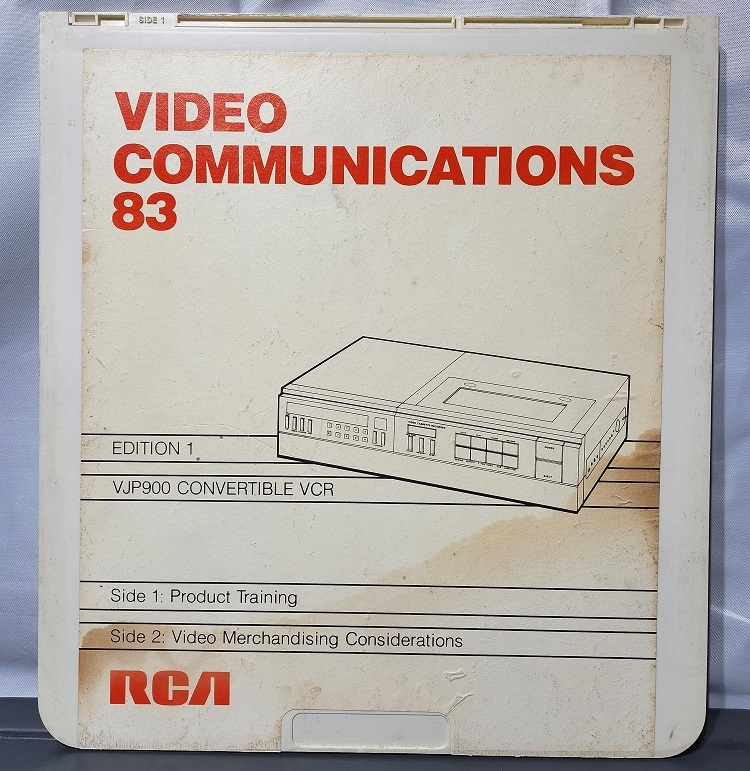 SIDE 1
VIDEO
COMMUNICATIONS
83
EDITION 1
VJP900 CONVERTIBLE VCR
Side 1: Product Training
Side 2: Video Merchandising Considerations
RCA